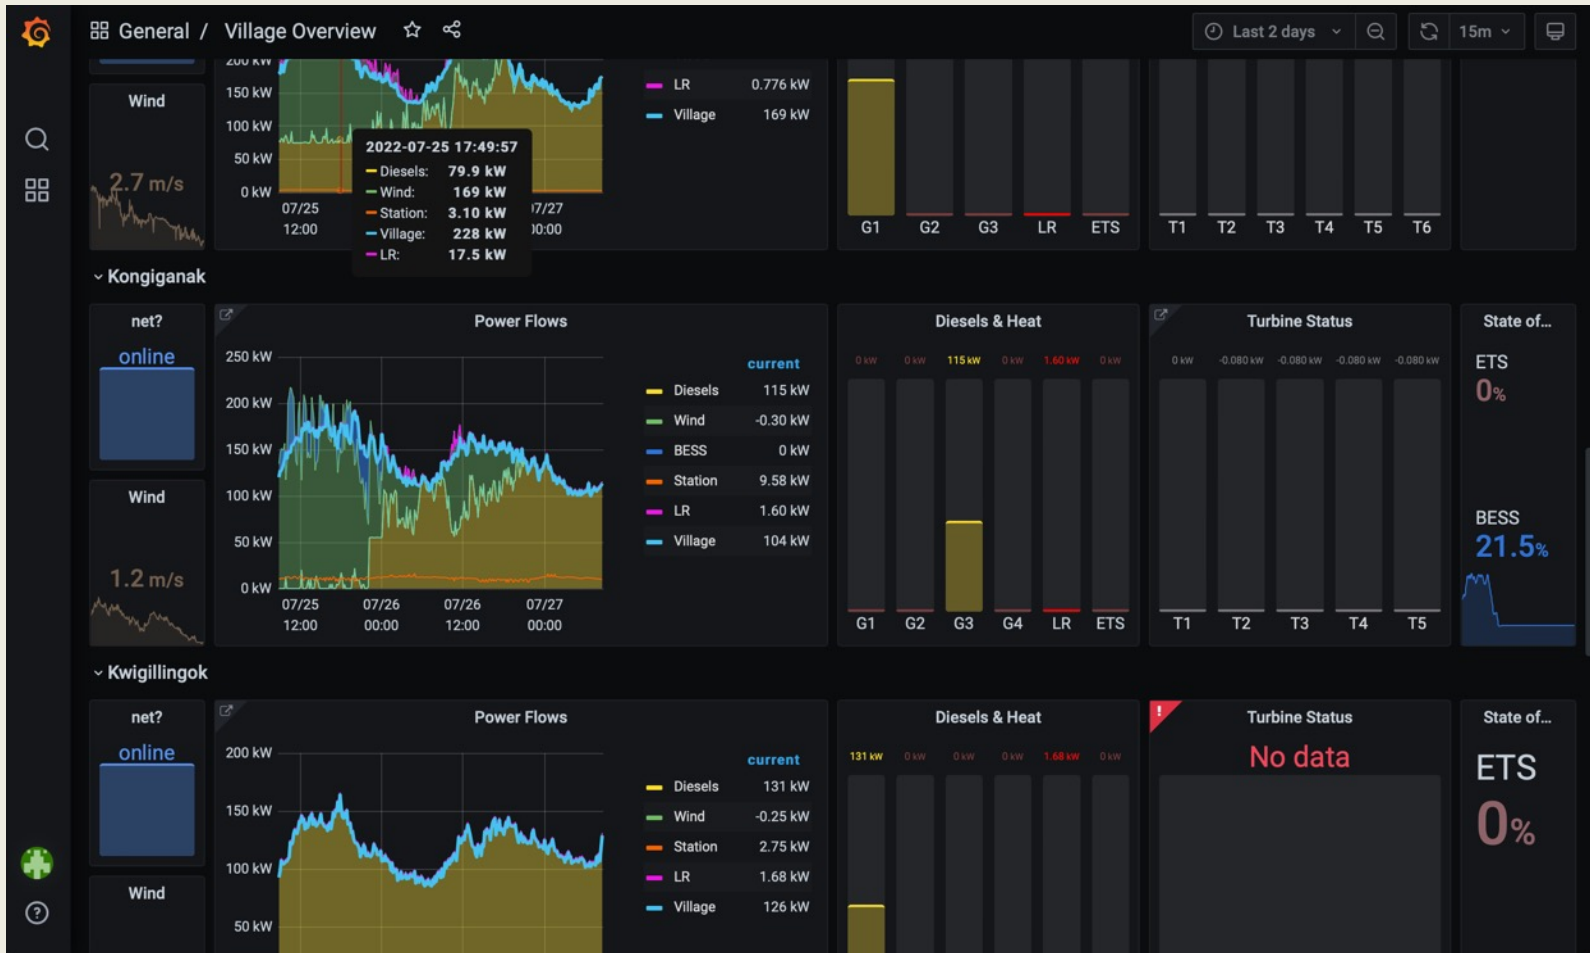 General / Village Overview
Last 2 days
15m
Wind
2.7 m/s
200 kW
150 kW
100 kW
50 kW
0 kW
07/25
12:00
07/27
00:00
2022-07-25 17:49:57
Diesels: 79.9 kW
Wind: 169 kW
Station: 3.10 kW
Village: 228 kW
LR: 17.5 kW
LR 0.776 kW
Village 169 kW
G1 G2 G3 LR ETS
T1 T2 T3 T4 T5 T6
Kongiganak
net?
online
Wind
1.2 m/s
Power Flows
250 kW
200 kW
150 kW
100 kW
50 kW
0 kW
07/25 07/26 07/26 07/27
12:00 00:00 12:00 00:00
current
Diesels 115 kW
Wind -0.30 kW
BESS 0 kW
Station 9.58 kW
LR 1.60 kW
Village 104 kW
Diesels & Heat
0 kW 0 kW 115 kW 0 kW 1.60 kW 0 kW
G1 G2 G3 G4 LR ETS
Turbine Status
0 kW -0.080 kW -0.080 kW -0.080 kW -0.080 kW
T1 T2 T3 T4 T5
State of...
ETS
0%
BESS
21.5%
Kwigillingok
net?
online
Wind
Power Flows
200 kW
150 kW
100 kW
50 kW
current
Diesels 131 kW
Wind -0.25 kW
Station 2.75 kW
LR 1.68 kW
Village 126 kW
Diesels & Heat
131 kW 0 kW 0 kW 0 kW 1.68 kW 0 kW
!
Turbine Status
No data
State of...
ETS
0%